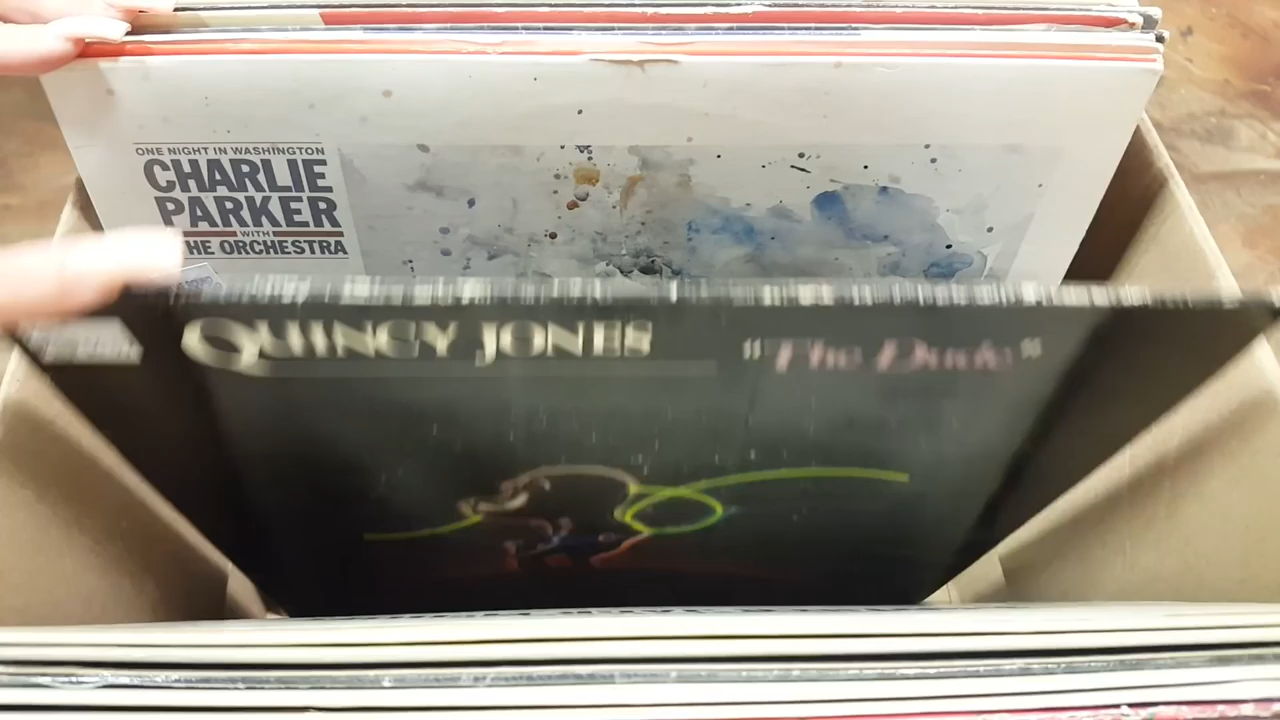 ONE NIGHT IN WASHINGTON
CHARLIE
PARKER
WITH
HE ORCHESTRA
QUINCY JONES "The Dude"